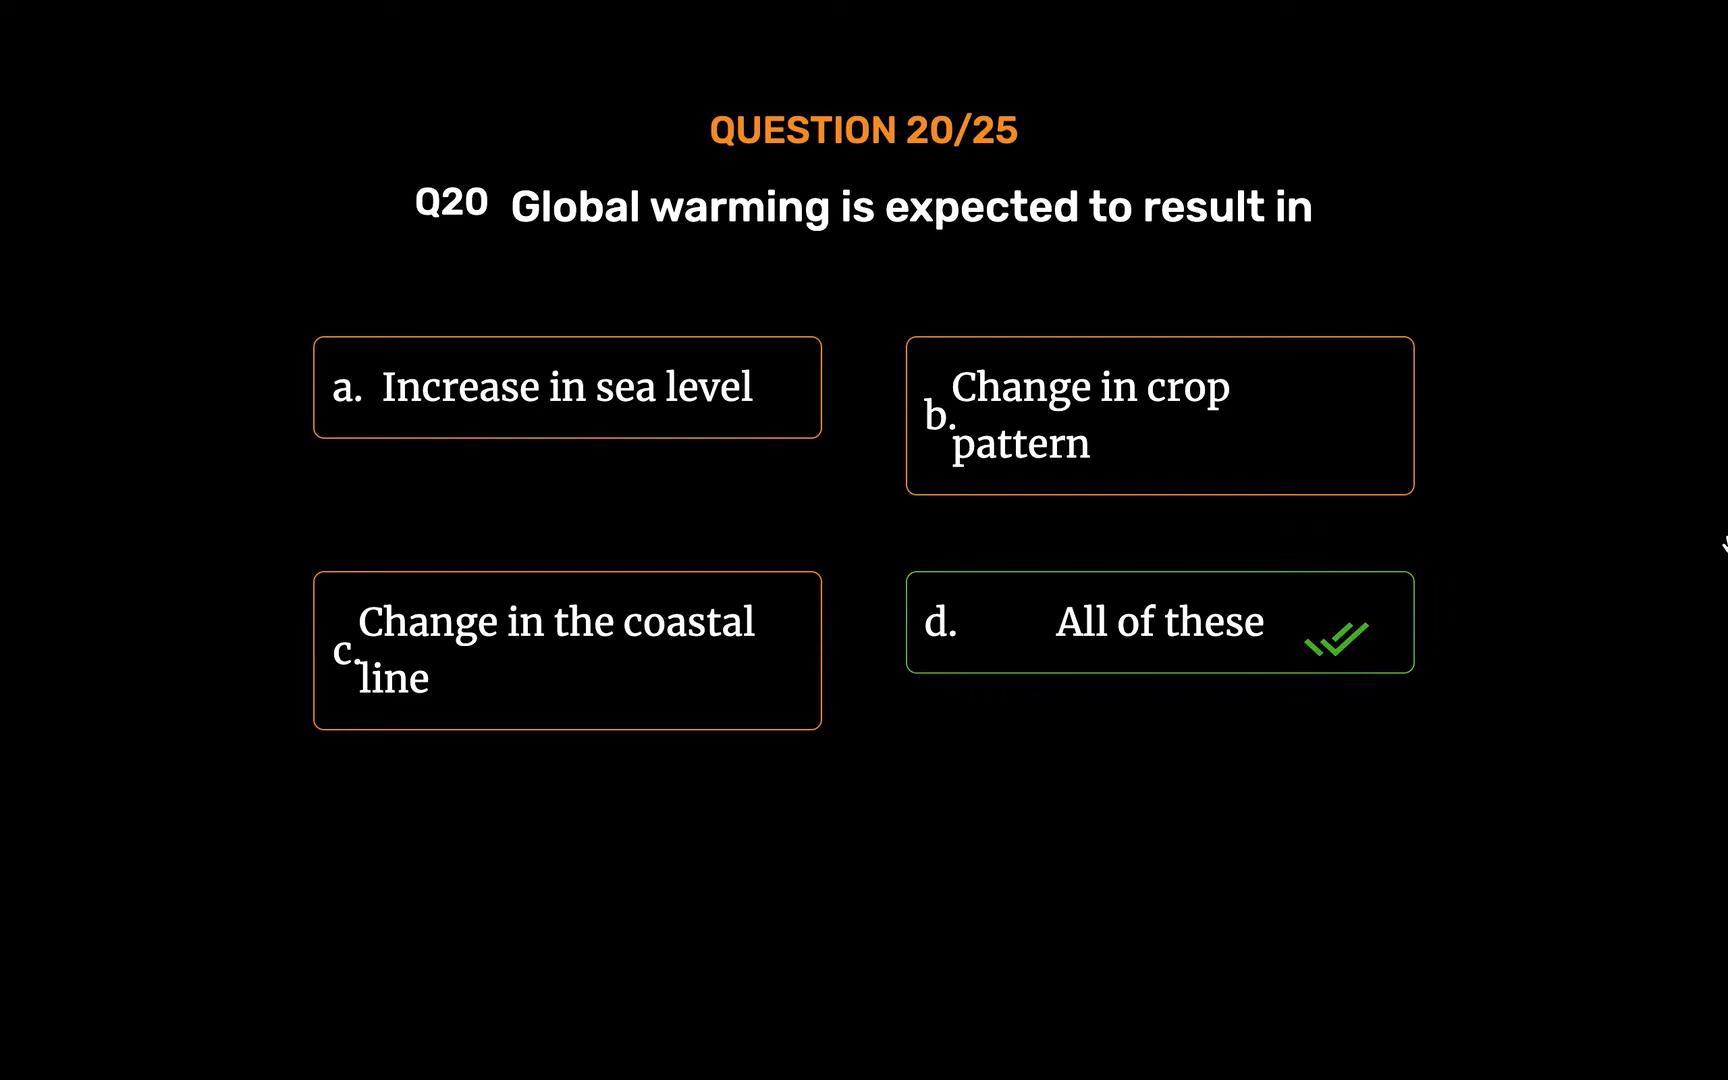 QUESTION 20/25
Q20 Global warming is expected to result in
a. Increase in sea level
b. Change in crop
pattern
c. Change in the coastal
line
d. All of these